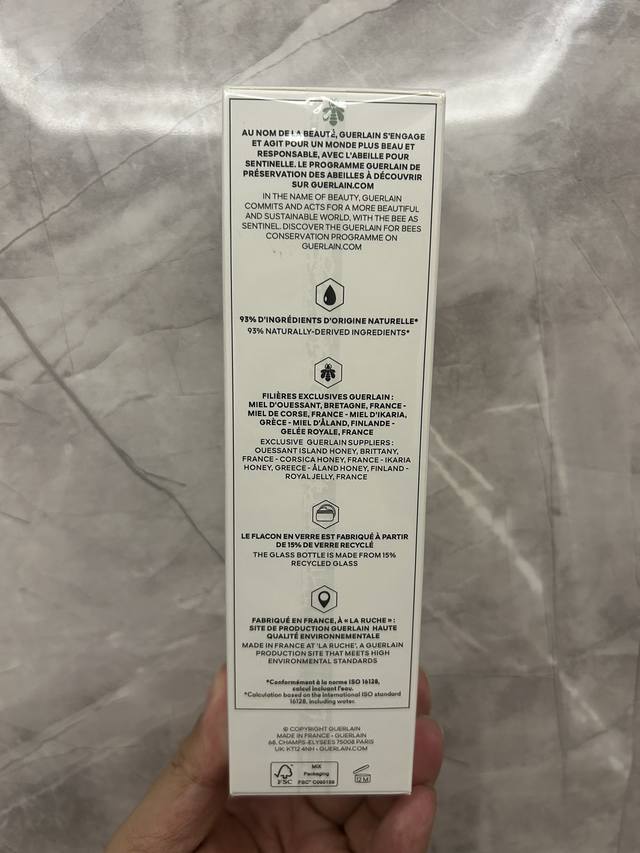 AU NOM DE LA BEAUTÉ, GUERLAIN S'ENGAGE
ET AGIT POUR UN MONDE PLUS BEAU ET
RESPONSABLE, AVEC L'ABEILLE POUR
SENTINELLE. LE PROGRAMME GUERLAIN DE
PRÉSERVATION DES ABEILLES À DÉCOUVRIR
SUR GUERLAIN.COM
IN THE NAME OF BEAUTY, GUERLAIN
COMMITS AND ACTS FOR A MORE BEAUTIFUL
AND SUSTAINABLE WORLD, WITH THE BEE AS
SENTINEL. DISCOVER THE GUERLAIN FOR BEES
CONSERVATION PROGRAMME ON
GUERLAIN.COM
93% D'INGRÉDIENTS D'ORIGINE NATURELLE*
93% NATURALLY-DERIVED INGREDIENTS*
FILIÈRES EXCLUSIVES GUERLAIN :
MIEL D'OUESSANT, BRETAGNE, FRANCE -
MIEL DE CORSE, FRANCE - MIEL D'IKARIA,
GRÈCE - MIEL D'ÅLAND, FINLANDE -
GELÉE ROYALE, FRANCE
EXCLUSIVE GUERLAIN SUPPLIERS :
OUESSANT ISLAND HONEY, BRITTANY,
FRANCE - CORSICA HONEY, FRANCE - IKARIA
HONEY, GREECE - ÅLAND HONEY, FINLAND -
ROYAL JELLY, FRANCE
LE FLACON EN VERRE EST FABRIQUÉ À PARTIR
DE 15% DE VERRE RECYCLÉ
THE GLASS BOTTLE IS MADE FROM 15%
RECYCLED GLASS
FABRIQUÉ EN FRANCE, À « LA RUCHE » :
SITE DE PRODUCTION GUERLAIN HAUTE
QUALITÉ ENVIRONNEMENTALE
MADE IN FRANCE AT 'LA RUCHE', A GUERLAIN
PRODUCTION SITE THAT MEETS HIGH
ENVIRONMENTAL STANDARDS
*Conformément à la norme ISO 16128,
calcul incluant l'eau.
*Calculation based on the international ISO standard
16128, including water.
© COPYRIGHT GUERLAIN
MADE IN FRANCE - GUERLAIN
68, CHAMPS-ELYSEES 75008 PARIS
UK: KT12 4NH - GUERLAIN.COM
FSC
MIX
Packaging
12 M